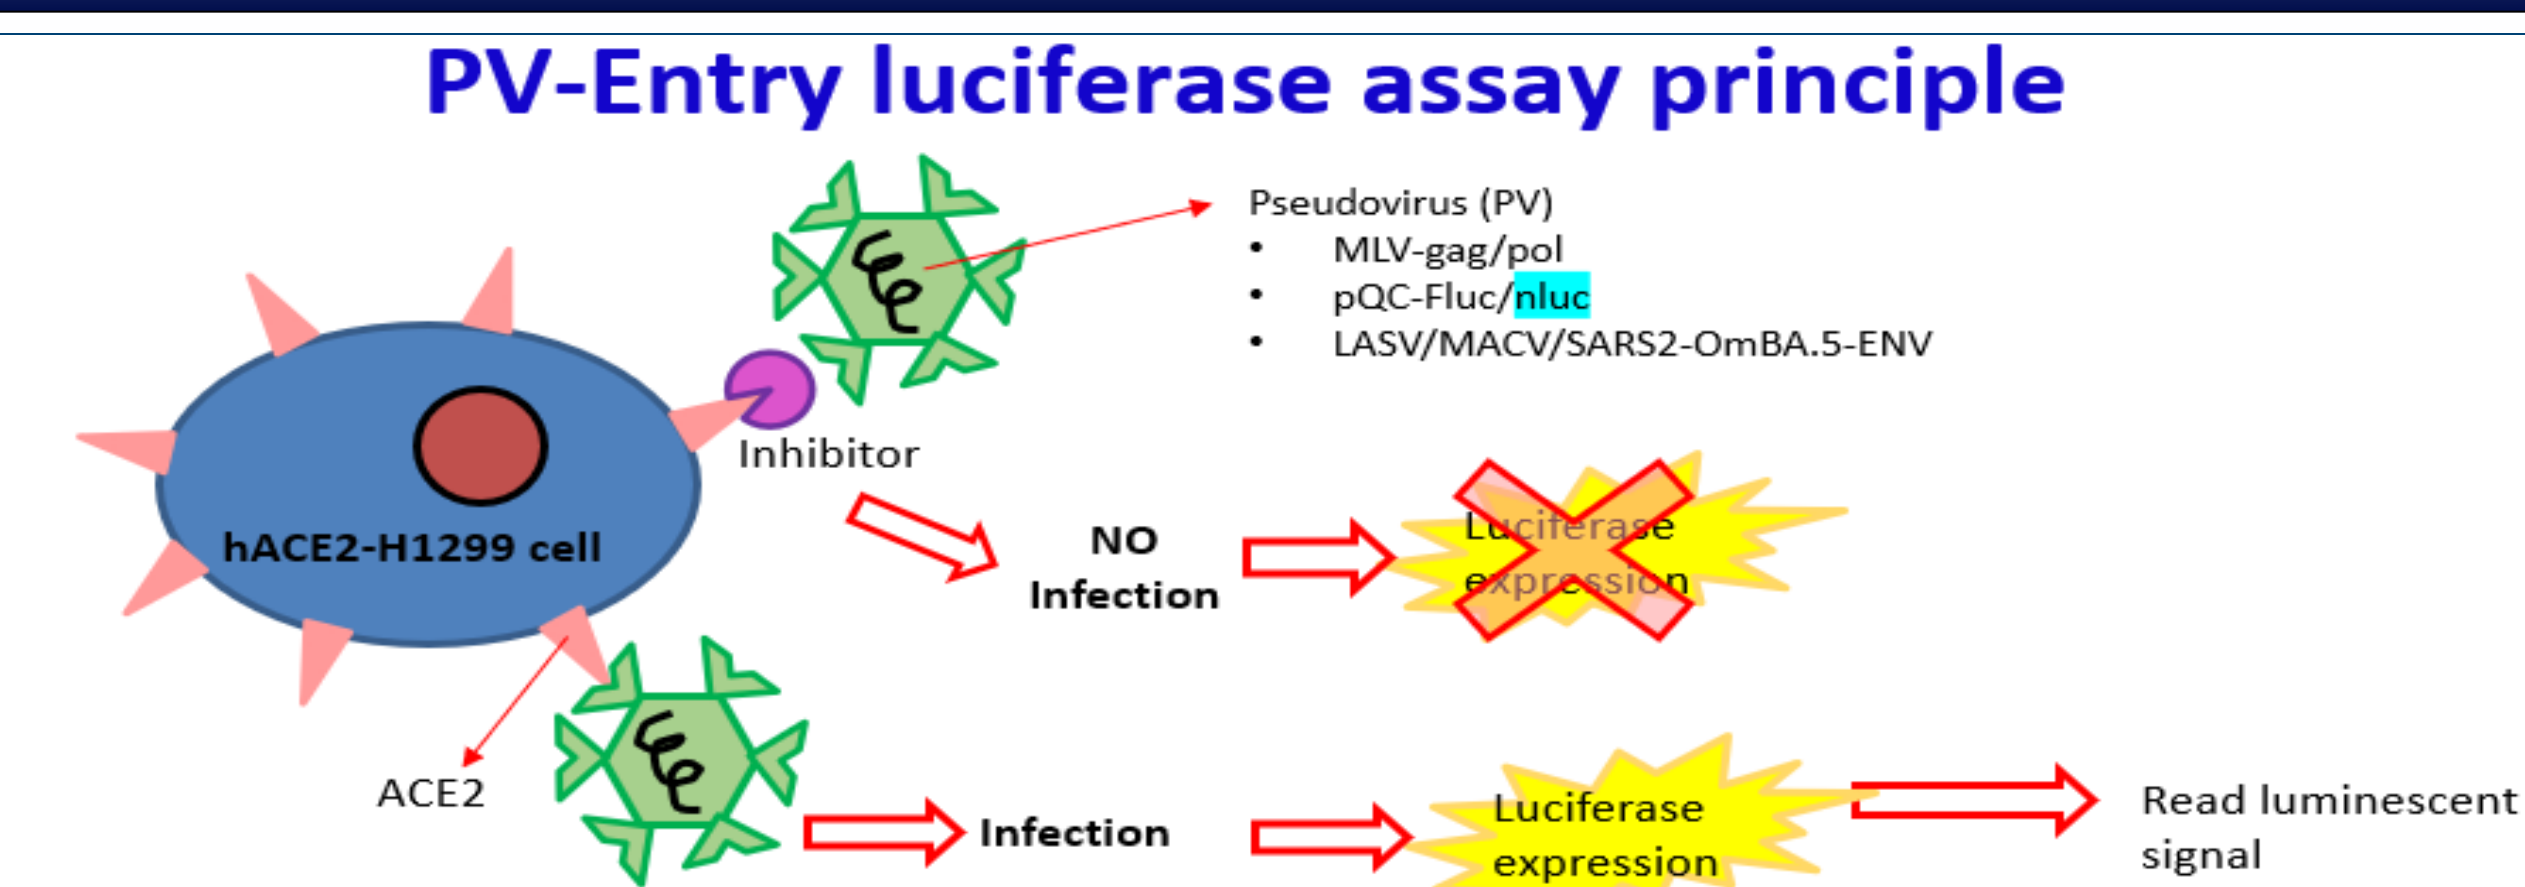 PV-Entry luciferase assay principle
Pseudovirus (PV)
• MLV-gag/pol
• pQC-Fluc/nluc
• LASV/MACV/SARS2-OmBA.5-ENV
Inhibitor
hACE2-H1299 cell
NO
Infection
Luciferase
expression
ACE2
Infection
Luciferase
expression
Read luminescent
signal